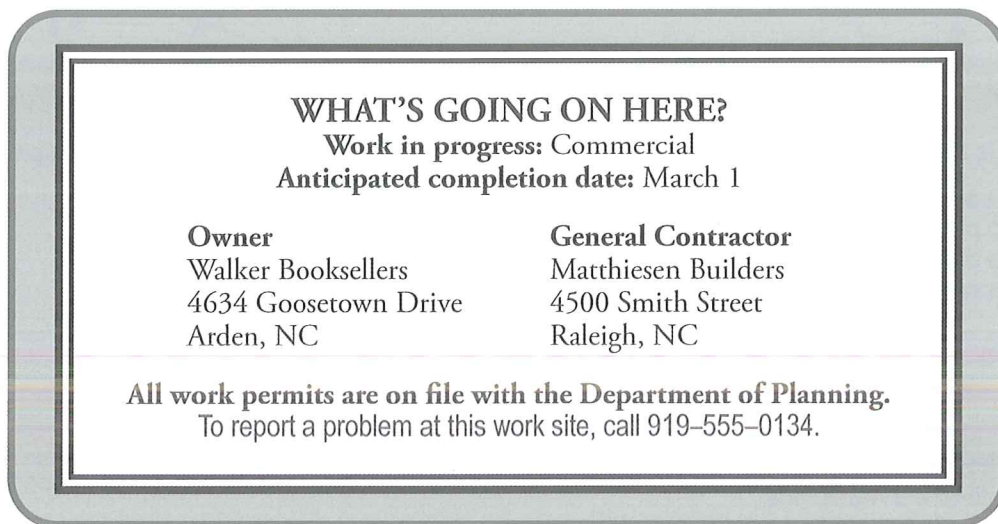 WHAT'S GOING ON HERE?
Work in progress: Commercial
Anticipated completion date: March 1
Owner
Walker Booksellers
4634 Goosetown Drive
Arden, NC
General Contractor
Matthiesen Builders
4500 Smith Street
Raleigh, NC
All work permits are on file with the Department of Planning.
To report a problem at this work site, call 919–555–0134.